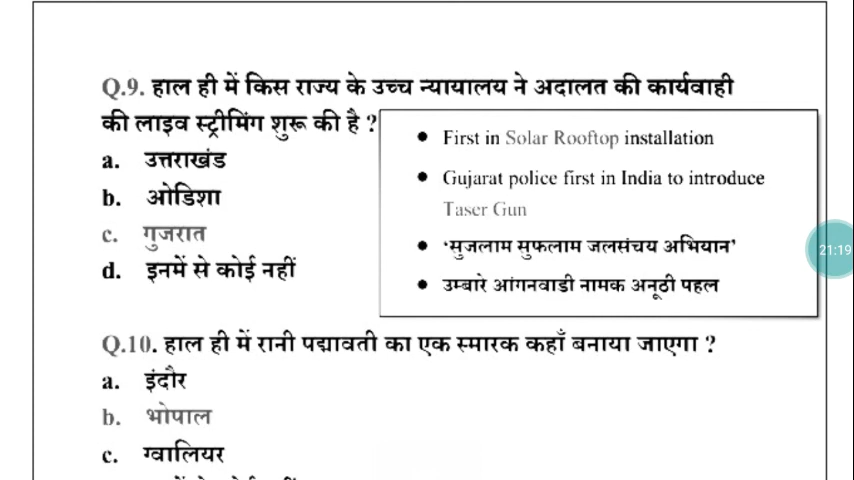 Q.9. हाल ही में किस राज्य के उच्च न्यायालय ने अदालत की कार्यवाही
की लाइव स्ट्रीमिंग शुरू की है ?
a. उत्तराखंड
b. ओडिशा
c. गुजरात
d. इनमें से कोई नहीं
• First in Solar Rooftop installation
• Gujarat police first in India to introduce
Taser Gun
• ‘सुजलाम सुफलाम जलसंचय अभियान’
• उम्बारे आंगनवाडी नामक अनूठी पहल
21:19
Q.10. हाल ही में रानी पद्मावती का एक स्मारक कहाँ बनाया जाएगा ?
a. इंदौर
b. भोपाल
c. ग्वालियर